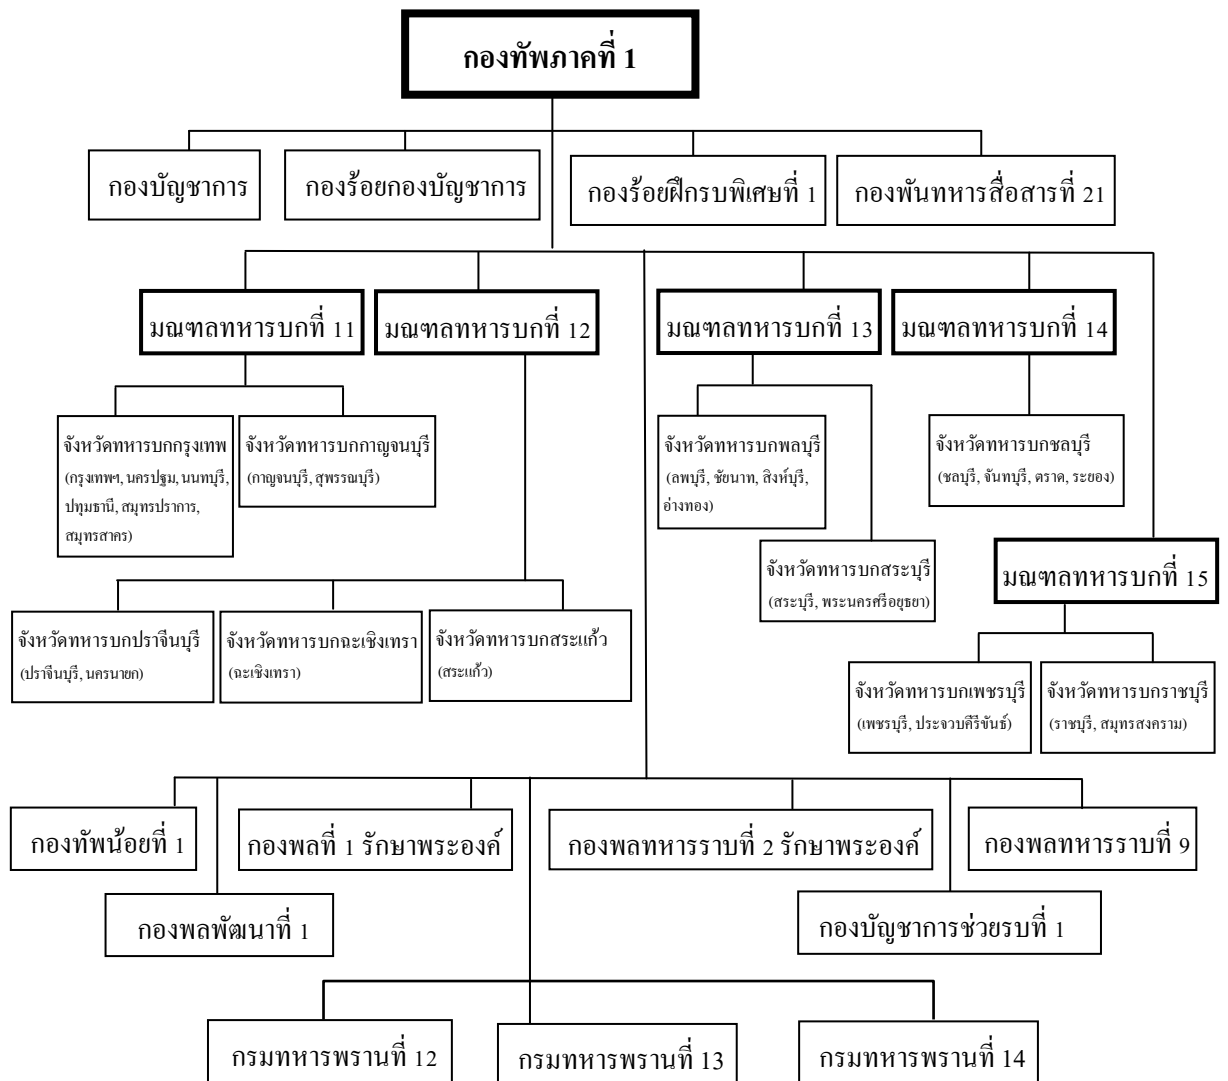 กองทัพภาคที่ 1
กองบัญชาการ
กองร้อยกองบัญชาการ
กองร้อยฝึกรบพิเศษที่ 1
กองพันทหารสื่อสารที่ 21
มณฑลทหารบกที่ 11
มณฑลทหารบกที่ 12
มณฑลทหารบกที่ 13
มณฑลทหารบกที่ 14
จังหวัดทหารบกกรุงเทพ
(กรุงเทพฯ, นครปฐม, นนทบุรี,
ปทุมธานี, สมุทรปราการ,
สมุทรสาคร)
จังหวัดทหารบกกาญจนบุรี
(กาญจนบุรี, สุพรรณบุรี)
จังหวัดทหารบกพลบุรี
(ลพบุรี, ชัยนาท, สิงห์บุรี,
อ่างทอง)
จังหวัดทหารบกชลบุรี
(ชลบุรี, จันทบุรี, ตราด, ระยอง)
จังหวัดทหารบกสระบุรี
(สระบุรี, พระนครศรีอยุธยา)
มณฑลทหารบกที่ 15
จังหวัดทหารบกปราจีนบุรี
(ปราจีนบุรี, นครนายก)
จังหวัดทหารบกฉะเชิงเทรา
(ฉะเชิงเทรา)
จังหวัดทหารบกสระแก้ว
(สระแก้ว)
จังหวัดทหารบกเพชรบุรี
(เพชรบุรี, ประจวบคีรีขันธ์)
จังหวัดทหารบกราชบุรี
(ราชบุรี, สมุทรสงคราม)
กองทัพน้อยที่ 1
กองพลที่ 1 รักษาพระองค์
กองพลทหารราบที่ 2 รักษาพระองค์
กองพลทหารราบที่ 9
กองพลพัฒนาที่ 1
กองบัญชาการช่วยรบที่ 1
กรมทหารพรานที่ 12
กรมทหารพรานที่ 13
กรมทหารพรานที่ 14